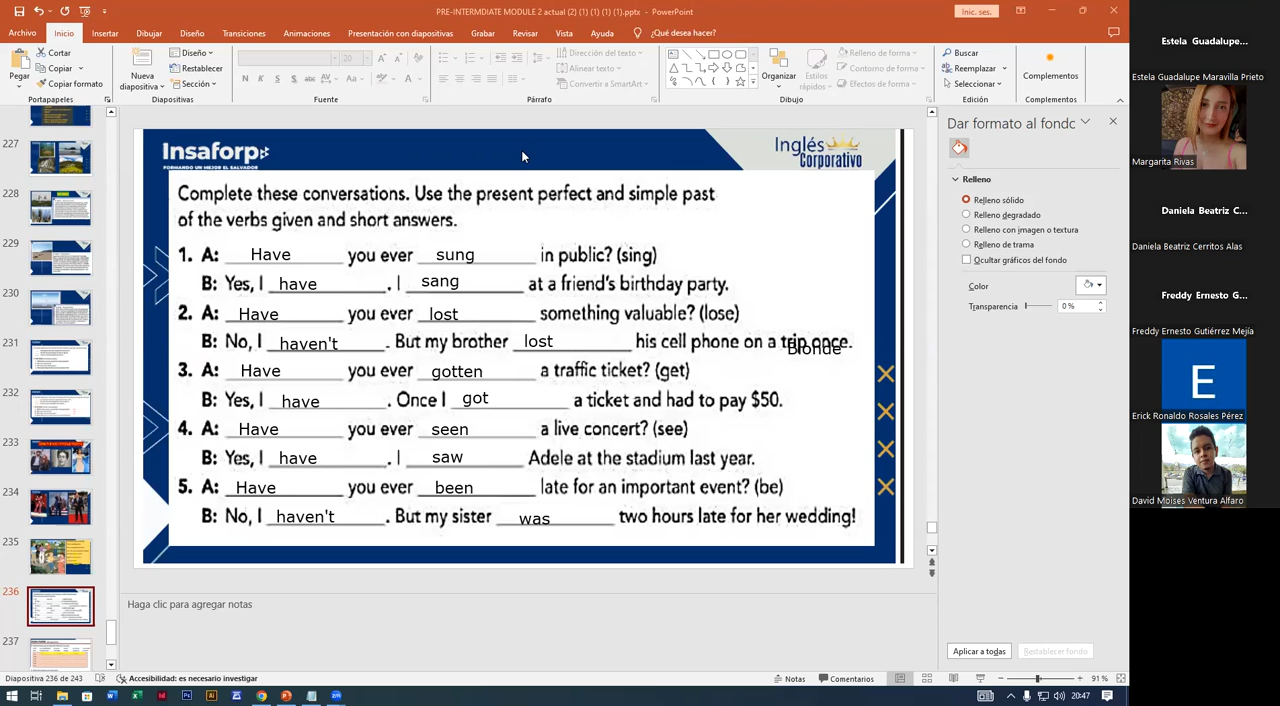 PRE-INTERMDIATE MODULE 2 actual (2) (1) (1) (1).pptx - PowerPoint
Inic. ses.
Archivo Inicio Insertar Dibujar Diseño Transiciones Animaciones Presentación con diapositivas Grabar Revisar Vista Ayuda ¿Qué desea hacer?
Pegar
Cortar
Copiar
Copiar formato
Portapapeles
Nueva diapositiva
Diseño
Restablecer
Sección
Diapositivas
20
N K S S abc AV Aa A
Fuente
Dirección del texto
Alinear texto
Convertir a SmartArt
Párrafo
Organizar
Estilos rápidos
Relleno de forma
Contorno de forma
Efectos de forma
Dibujo
Buscar
Reemplazar
Seleccionar
Edición
Complementos
Complementos
227
228
229
230
231
232
233
234
235
236
237
Insaforp
FORMANDO UN MEJOR EL SALVADOR
Inglés
Corporativo
Complete these conversations. Use the present perfect and simple past
of the verbs given and short answers.
1. A: Have you ever sung in public? (sing)
B: Yes, I have . I sang at a friend's birthday party.
2. A: Have you ever lost something valuable? (lose)
B: No, I haven't . But my brother lost his cell phone on a trip once.
Blonde
3. A: Have you ever gotten a traffic ticket? (get)
B: Yes, I have . Once I got a ticket and had to pay $50.
4. A: Have you ever seen a live concert? (see)
B: Yes, I have . I saw Adele at the stadium last year.
5. A: Have you ever been late for an important event? (be)
B: No, I haven't . But my sister was two hours late for her wedding!
Haga clic para agregar notas
Dar formato al fondc
Relleno
Relleno sólido
Relleno degradado
Relleno con imagen o textura
Relleno de trama
Ocultar gráficos del fondo
Color
Transparencia 0 %
Aplicar a todas
Restablecer fondo
Diapositiva 236 de 243
Accesibilidad: es necesario investigar
Notas
Comentarios
91 %
20:47
Estela Guadalupe...
Estela Guadalupe Maravilla Prieto
Margarita Rivas
Daniela Beatriz C...
Daniela Beatriz Cerritos Alas
Freddy Ernesto G...
Freddy Ernesto Gutiérrez Mejía
E
Erick Ronaldo Rosales Pérez
David Moises Ventura Alfaro